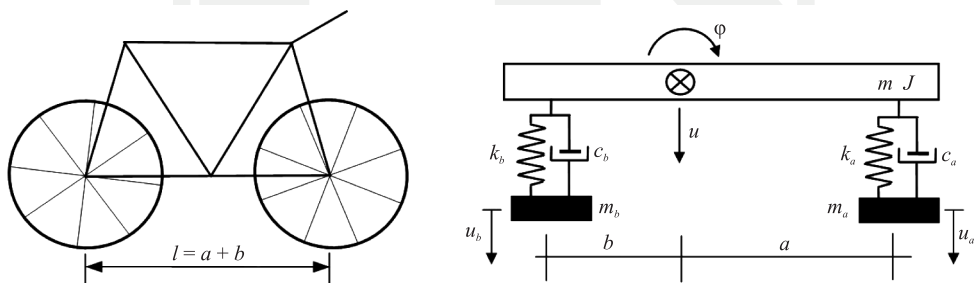 l = a + b
φ
m J
u
k_b
c_b
k_a
c_a
m_b
m_a
u_b
u_a
b
a